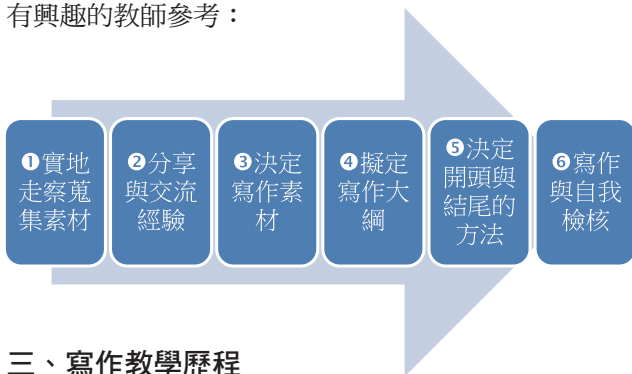 有興趣的教師參考：
❶實地
走察蒐
集素材
❷分享
與交流
經驗
❸決定
寫作素
材
❹擬定
寫作大
綱
❺決定
開頭與
結尾的
方法
❻寫作
與自我
檢核
三、寫作教學歷程